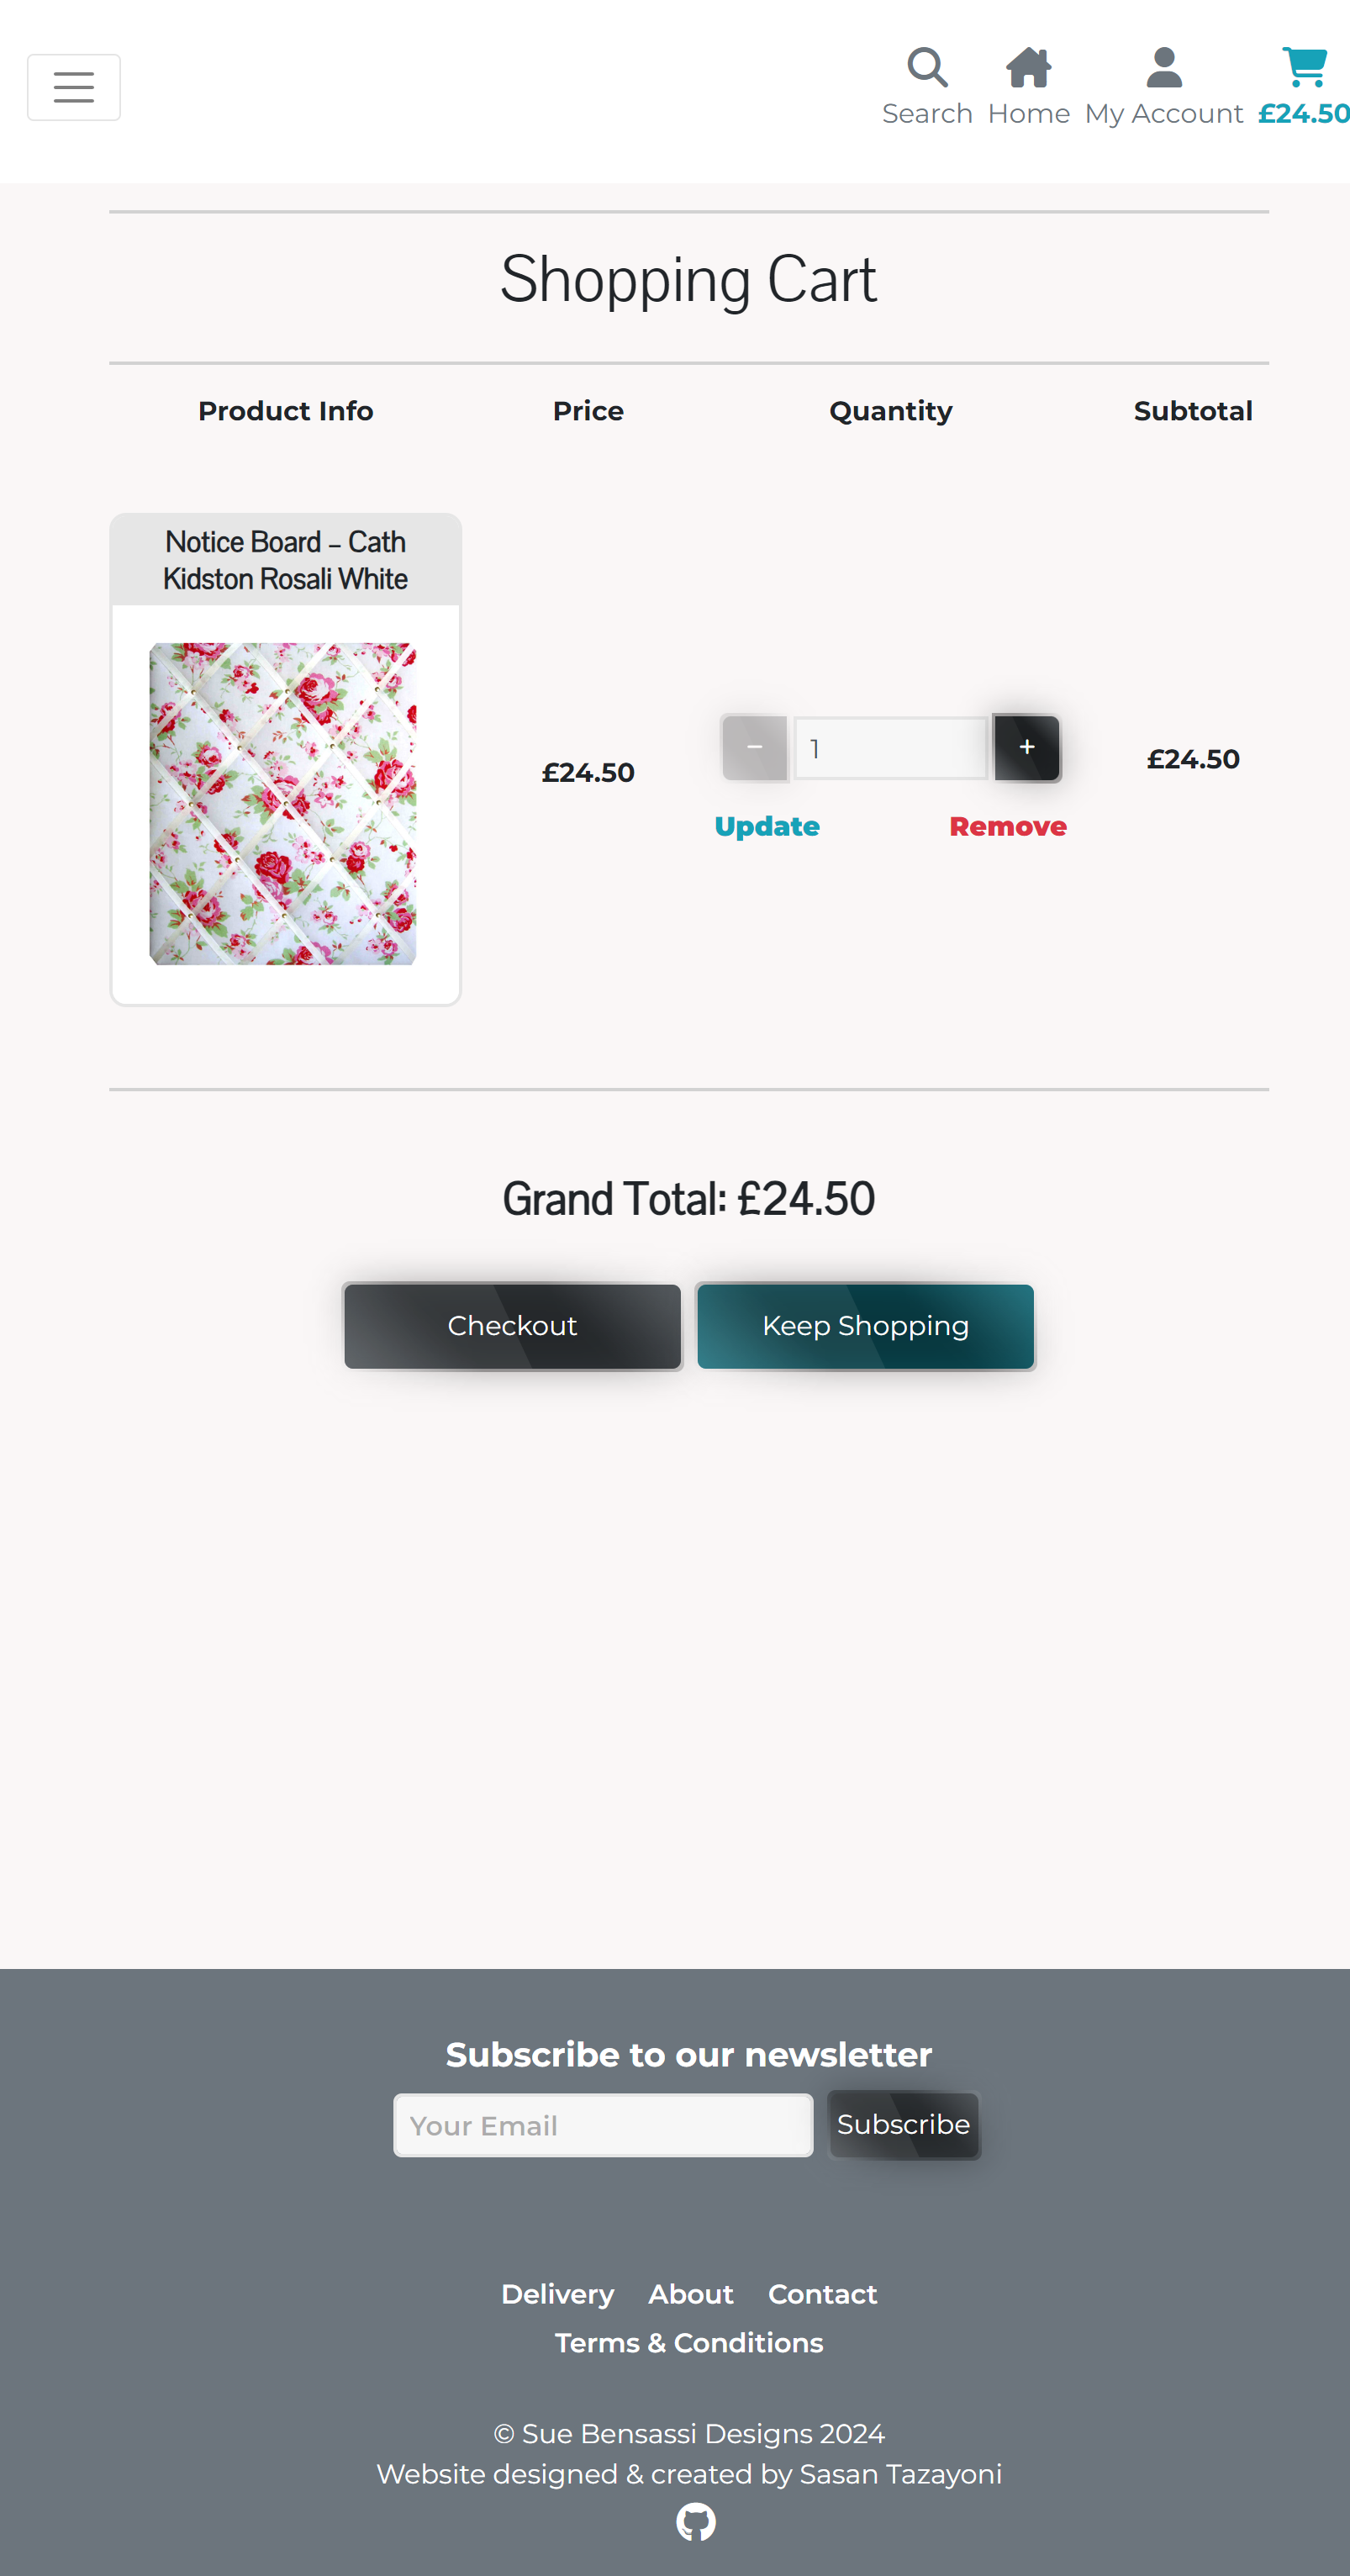 Search Home My Account £24.50
Shopping Cart
Product Info Price Quantity Subtotal
Notice Board – Cath
Kidston Rosali White
£24.50 − 1 + £24.50
Update Remove
Grand Total: £24.50
Checkout Keep Shopping
Subscribe to our newsletter
Your Email Subscribe
Delivery About Contact
Terms & Conditions
© Sue Bensassi Designs 2024
Website designed & created by Sasan Tazayoni